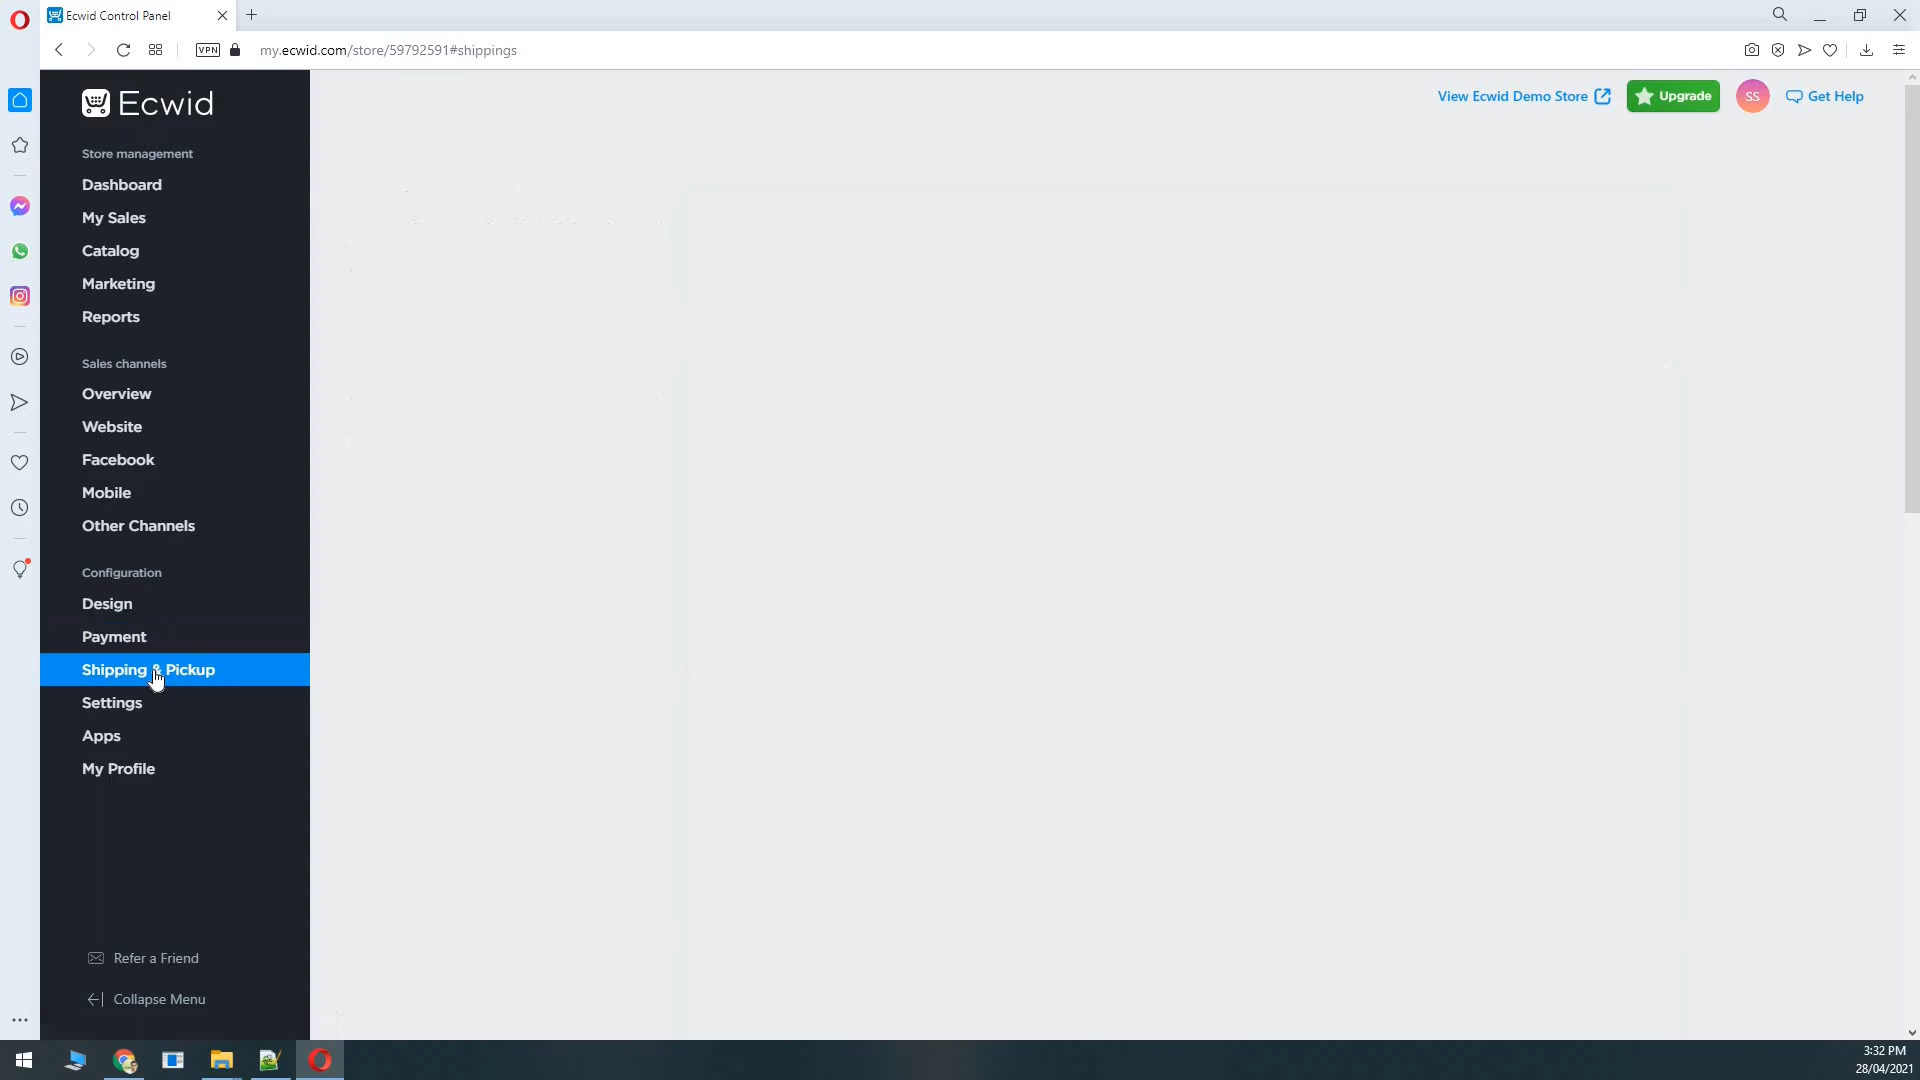 Ecwid Control Panel
VPN
my.ecwid.com/store/59792591#shippings
Ecwid
View Ecwid Demo Store
Upgrade
SS
Get Help
Store management
Dashboard
My Sales
Catalog
Marketing
Reports
Sales channels
Overview
Website
Facebook
Mobile
Other Channels
Configuration
Design
Payment
Shipping & Pickup
Settings
Apps
My Profile
Refer a Friend
Collapse Menu
3:32 PM
28/04/2021